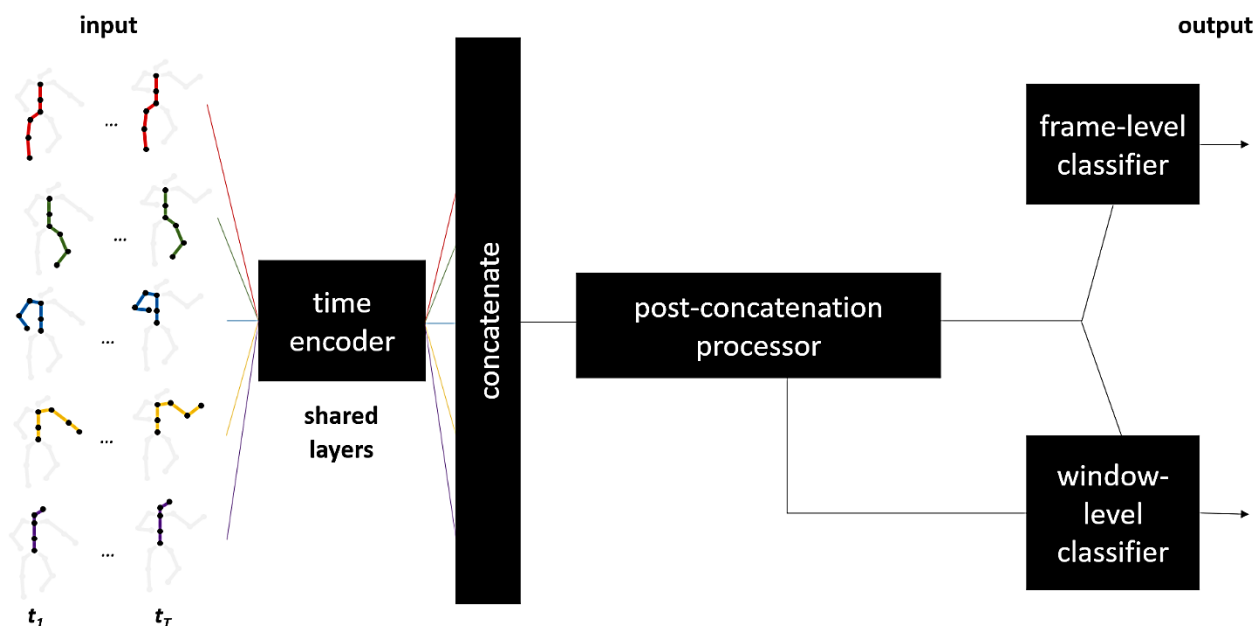 input
output
...
...
...
...
...
t1
tT
time
encoder
shared
layers
concatenate
post-concatenation
processor
frame-level
classifier
window-
level
classifier